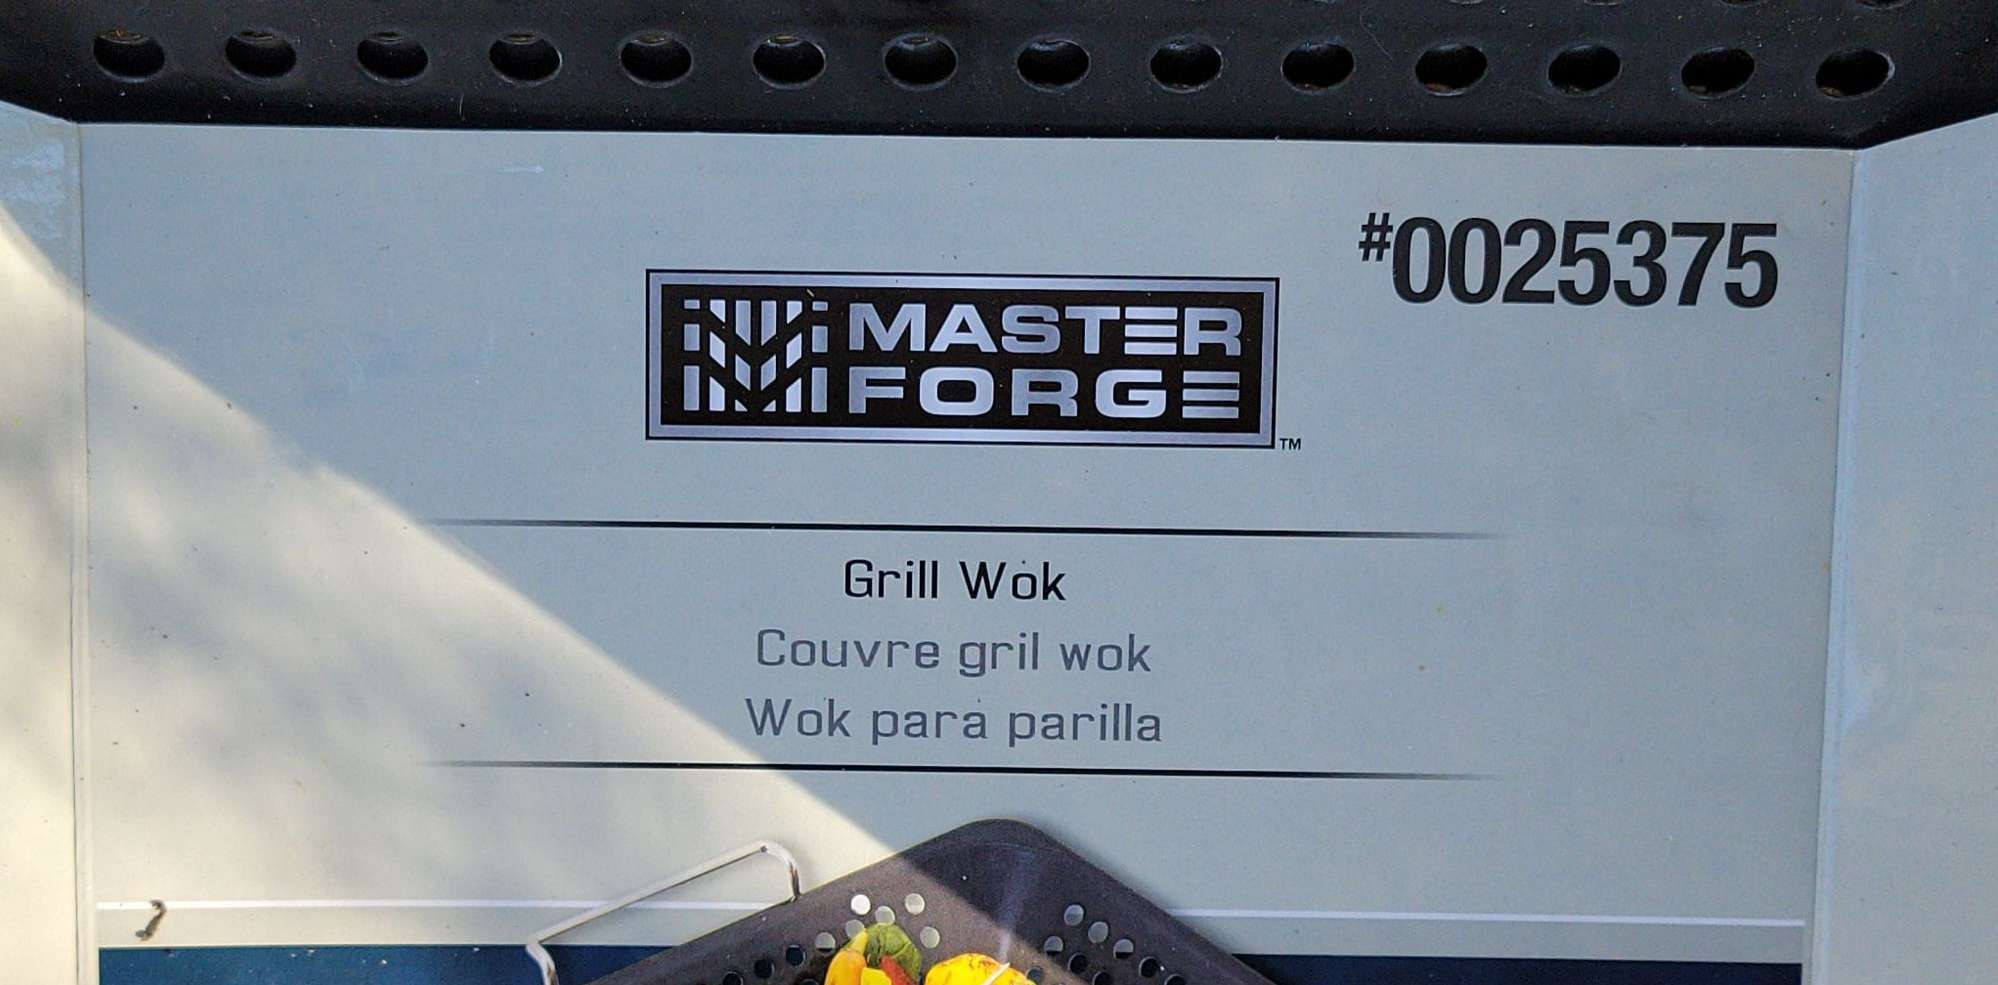 #0025375
MASTER
FORGE
TM
Grill Wok
Couvre gril wok
Wok para parilla